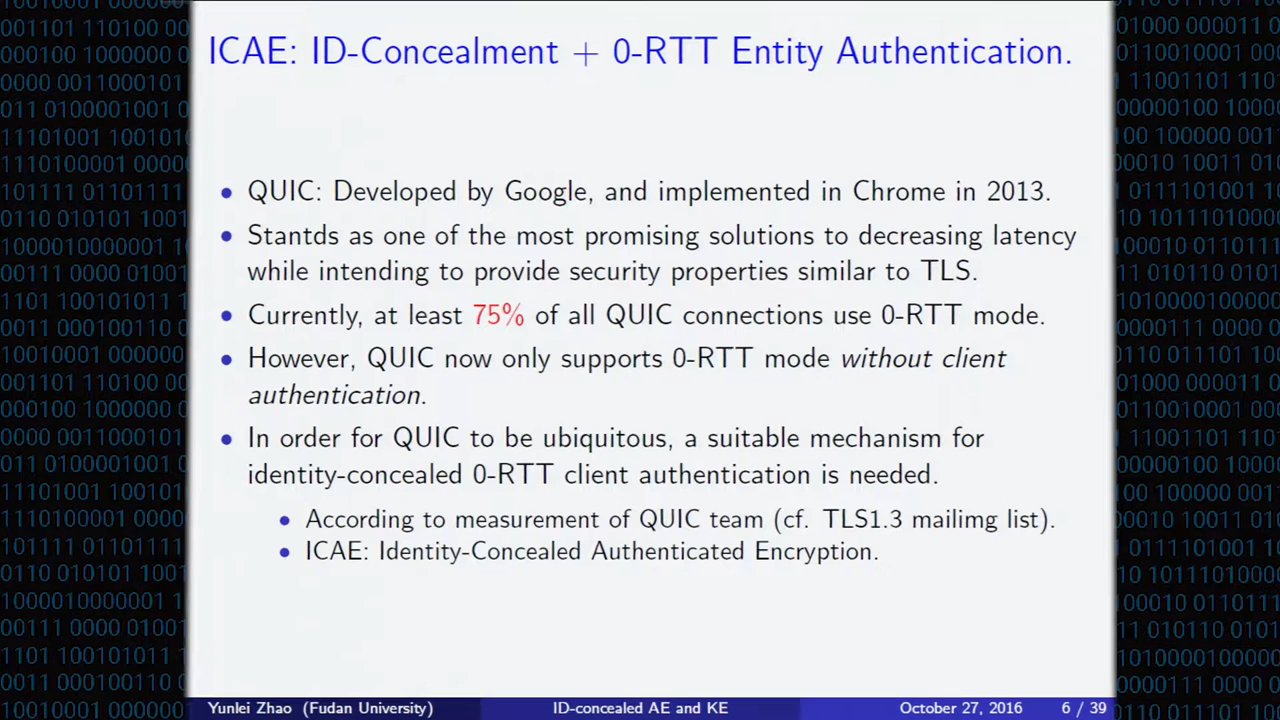 ICAE: ID-Concealment + 0-RTT Entity Authentication.
• QUIC: Developed by Google, and implemented in Chrome in 2013.
• Stantds as one of the most promising solutions to decreasing latency
while intending to provide security properties similar to TLS.
• Currently, at least 75% of all QUIC connections use 0-RTT mode.
• However, QUIC now only supports 0-RTT mode without client
authentication.
• In order for QUIC to be ubiquitous, a suitable mechanism for
identity-concealed 0-RTT client authentication is needed.
• According to measurement of QUIC team (cf. TLS1.3 mailimg list).
• ICAE: Identity-Concealed Authenticated Encryption.
Yunlei Zhao (Fudan University) ID-concealed AE and KE October 27, 2016 6 / 39